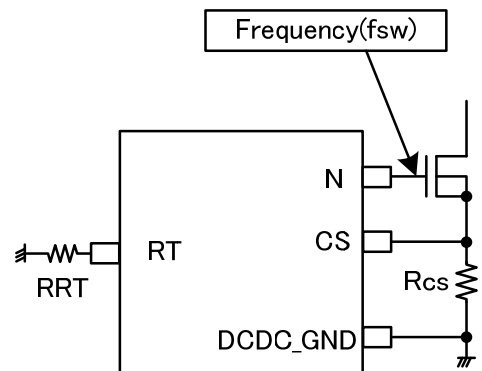 Frequency(fsw)
N
CS
RT
RRT
Rcs
DCDC_GND